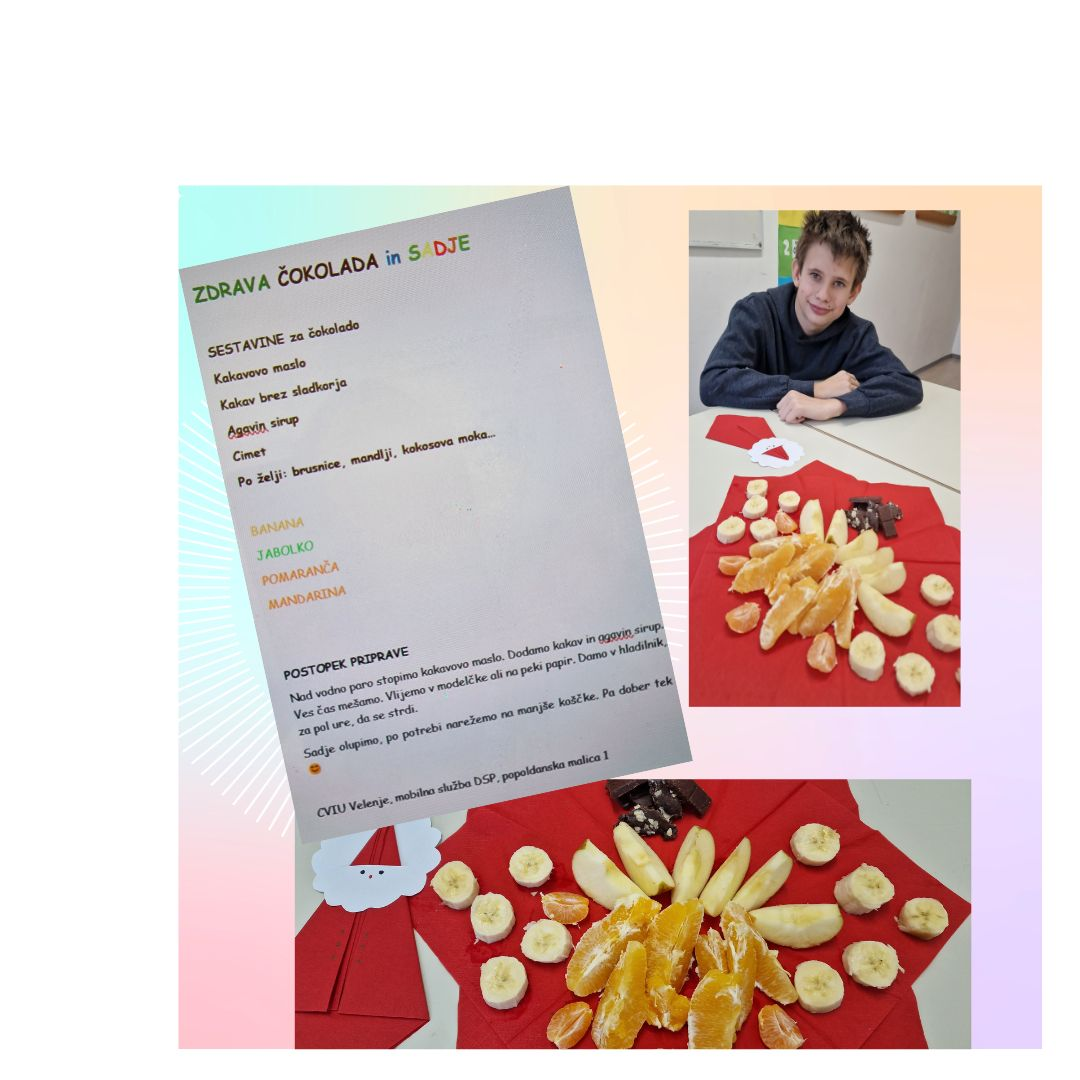 ZDRAVA ČOKOLADA in SADJE
SESTAVINE za čokolado
Kakavovo maslo
Kakav brez sladkorja
Agavin sirup
Cimet
Po želji: brusnice, mandlji, kokosova moka...
BANANA
JABOLKO
POMARANČA
MANDARINA
POSTOPEK PRIPRAVE
Nad vodno paro stopimo kakavovo maslo. Dodamo kakav in agavin sirup.
Ves čas mešamo. Vlijemo v modelčke ali na peki papir. Damo v hladilnik,
za pol ure, da se strdi.
Sadje olupimo, po potrebi narežemo na manjše koščke. Pa dober tek
😊
CVIU Velenje, mobilna služba DSP, popoldanska malica 1